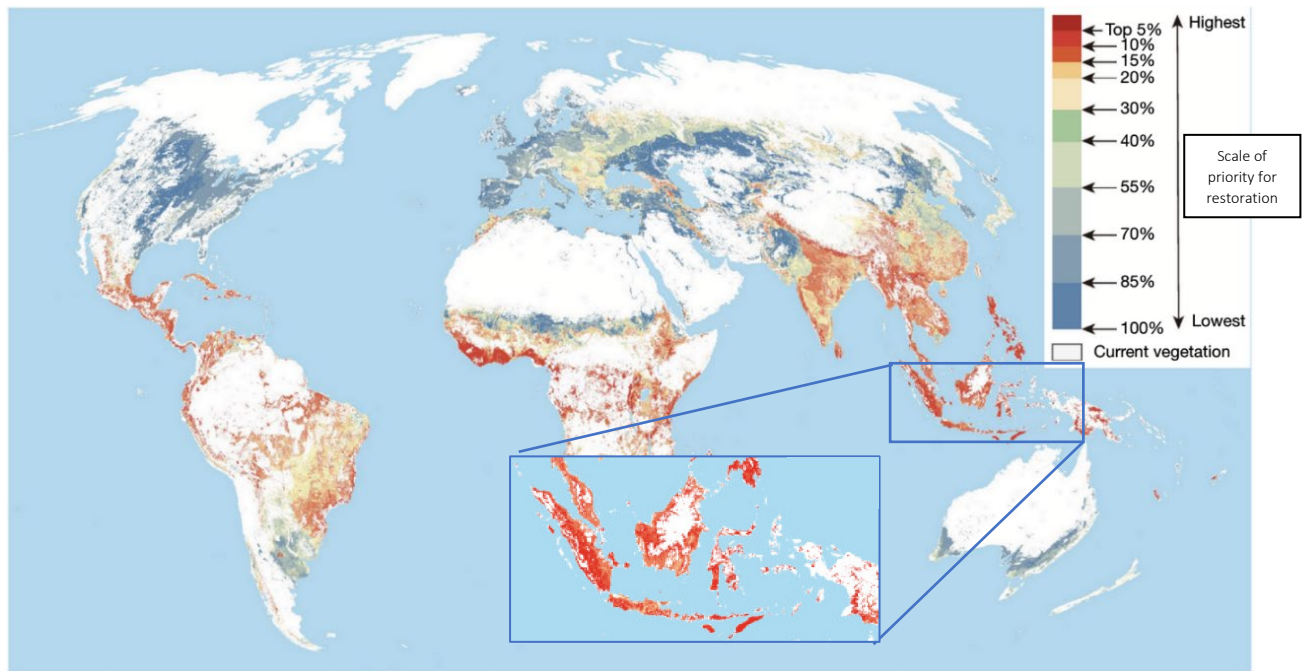 Top 5%
10%
15%
20%
30%
40%
55%
70%
85%
100%
Highest
Lowest
Current vegetation
Scale of
priority for
restoration